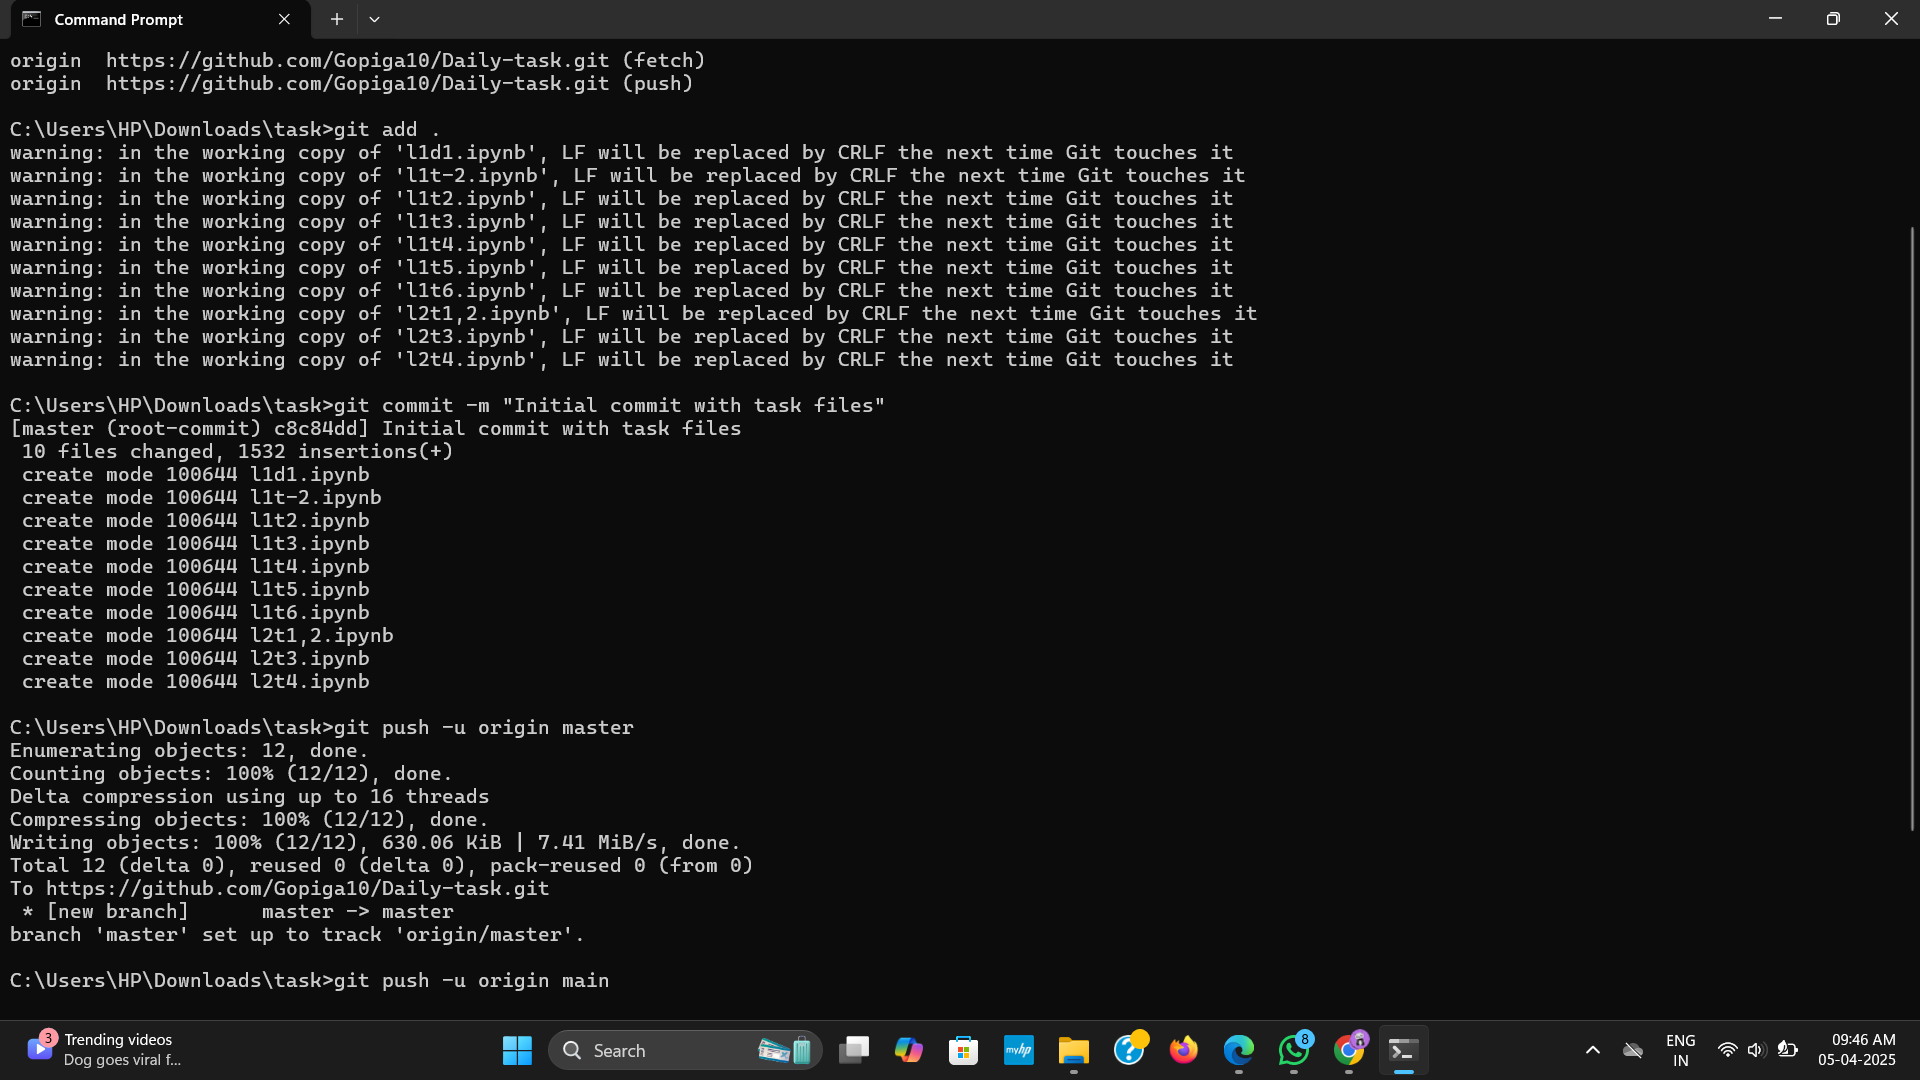 Command Prompt
origin  https://github.com/Gopiga10/Daily-task.git (fetch)
origin  https://github.com/Gopiga10/Daily-task.git (push)
C:\Users\HP\Downloads\task>git add .
warning: in the working copy of 'l1d1.ipynb', LF will be replaced by CRLF the next time Git touches it
warning: in the working copy of 'l1t-2.ipynb', LF will be replaced by CRLF the next time Git touches it
warning: in the working copy of 'l1t2.ipynb', LF will be replaced by CRLF the next time Git touches it
warning: in the working copy of 'l1t3.ipynb', LF will be replaced by CRLF the next time Git touches it
warning: in the working copy of 'l1t4.ipynb', LF will be replaced by CRLF the next time Git touches it
warning: in the working copy of 'l1t5.ipynb', LF will be replaced by CRLF the next time Git touches it
warning: in the working copy of 'l1t6.ipynb', LF will be replaced by CRLF the next time Git touches it
warning: in the working copy of 'l2t1,2.ipynb', LF will be replaced by CRLF the next time Git touches it
warning: in the working copy of 'l2t3.ipynb', LF will be replaced by CRLF the next time Git touches it
warning: in the working copy of 'l2t4.ipynb', LF will be replaced by CRLF the next time Git touches it
C:\Users\HP\Downloads\task>git commit -m "Initial commit with task files"
[master (root-commit) c8c84dd] Initial commit with task files
 10 files changed, 1532 insertions(+)
 create mode 100644 l1d1.ipynb
 create mode 100644 l1t-2.ipynb
 create mode 100644 l1t2.ipynb
 create mode 100644 l1t3.ipynb
 create mode 100644 l1t4.ipynb
 create mode 100644 l1t5.ipynb
 create mode 100644 l1t6.ipynb
 create mode 100644 l2t1,2.ipynb
 create mode 100644 l2t3.ipynb
 create mode 100644 l2t4.ipynb
C:\Users\HP\Downloads\task>git push -u origin master
Enumerating objects: 12, done.
Counting objects: 100% (12/12), done.
Delta compression using up to 16 threads
Compressing objects: 100% (12/12), done.
Writing objects: 100% (12/12), 630.06 KiB | 7.41 MiB/s, done.
Total 12 (delta 0), reused 0 (delta 0), pack-reused 0 (from 0)
To https://github.com/Gopiga10/Daily-task.git
 * [new branch]      master -> master
branch 'master' set up to track 'origin/master'.
C:\Users\HP\Downloads\task>git push -u origin main
3
Trending videos
Dog goes viral f...
Search
myhp
8
ENG
IN
09:46 AM
05-04-2025